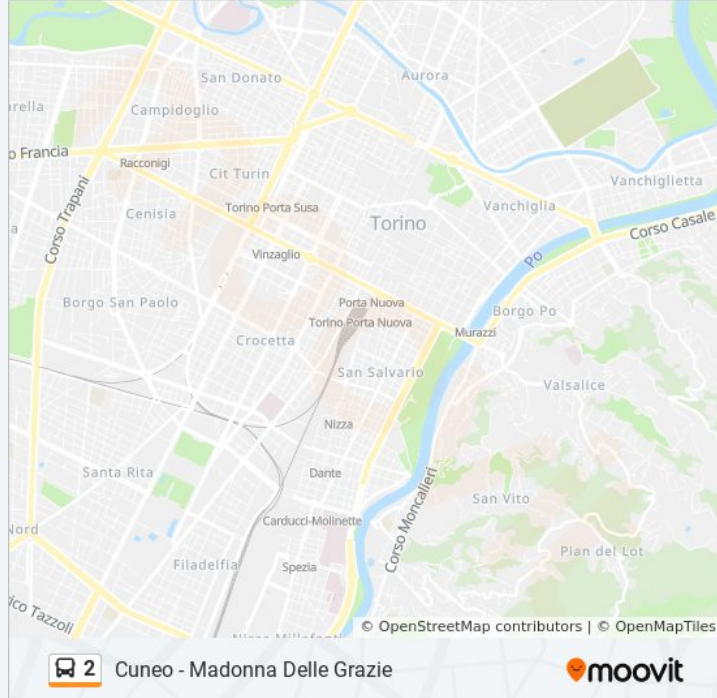 San Donato
Aurora
arella
Campidoglio
o Francia
Racconigi
Cit Turin
Vanchiglietta
Corso Trapani
Cenisia
Torino Porta Susa
Torino
Vanchiglia
Corso Casale
a
Vinzaglio
Po
Borgo San Paolo
Porta Nuova
Torino Porta Nuova
Borgo Po
Murazzi
Crocetta
San Salvario
Valsalice
Nizza
Santa Rita
Dante
San Vito
Corso Moncalieri
Nord
Carducci-Molinette
Pian del Lot
Filadelfia
Spezia
rico Tazzoli
© OpenStreetMap contributors | © OpenMapTiles
2 Cuneo - Madonna Delle Grazie
moovit